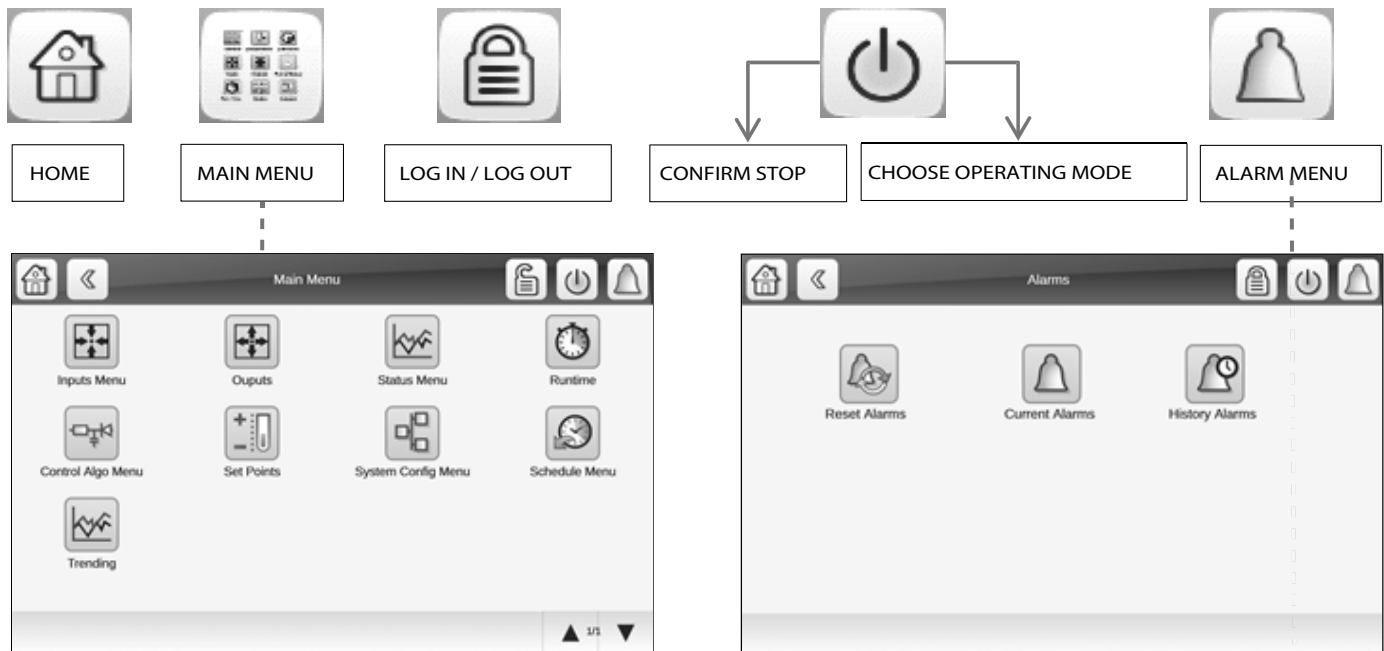 HOME
MAIN MENU
LOG IN / LOG OUT
CONFIRM STOP
CHOOSE OPERATING MODE
ALARM MENU
Main Menu
Inputs Menu
Ouputs
Status Menu
Runtime
Control Algo Menu
Set Points
System Config Menu
Schedule Menu
Trending
1/1
Alarms
Reset Alarms
Current Alarms
History Alarms